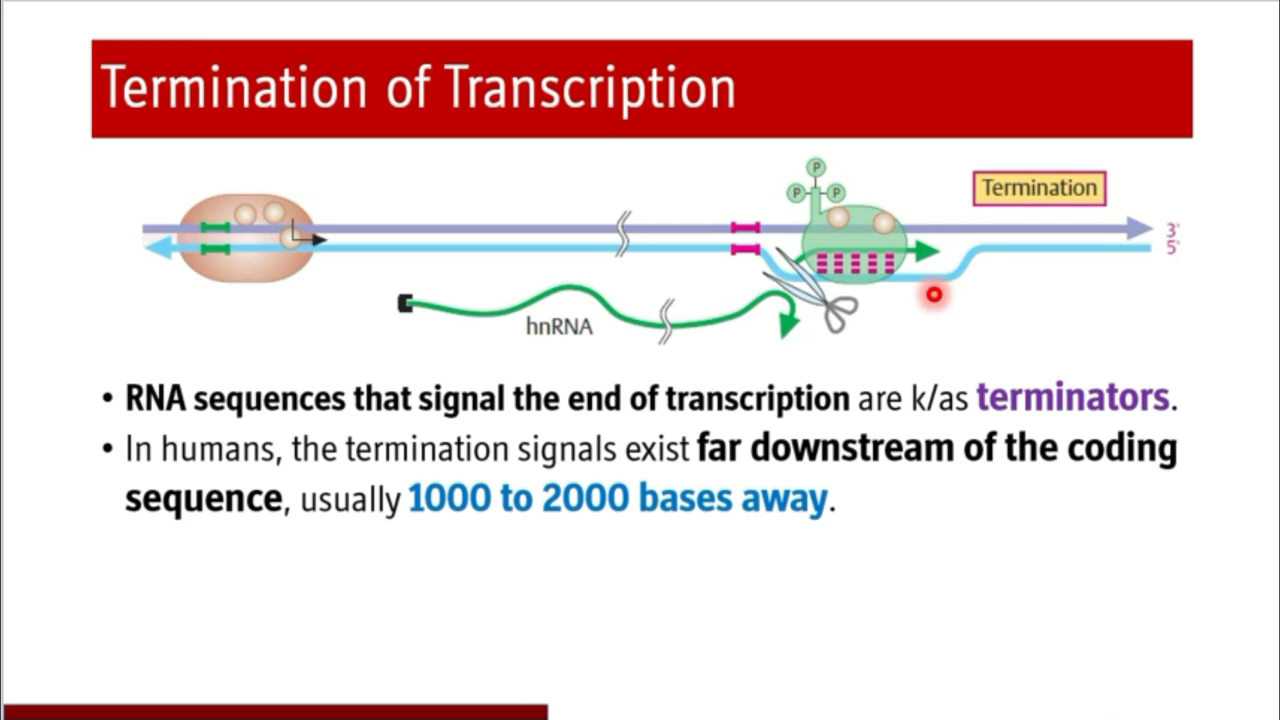 Termination of Transcription
P
P P
Termination
3'
5'
hnRNA
• RNA sequences that signal the end of transcription are k/as terminators.
• In humans, the termination signals exist far downstream of the coding
sequence, usually 1000 to 2000 bases away.